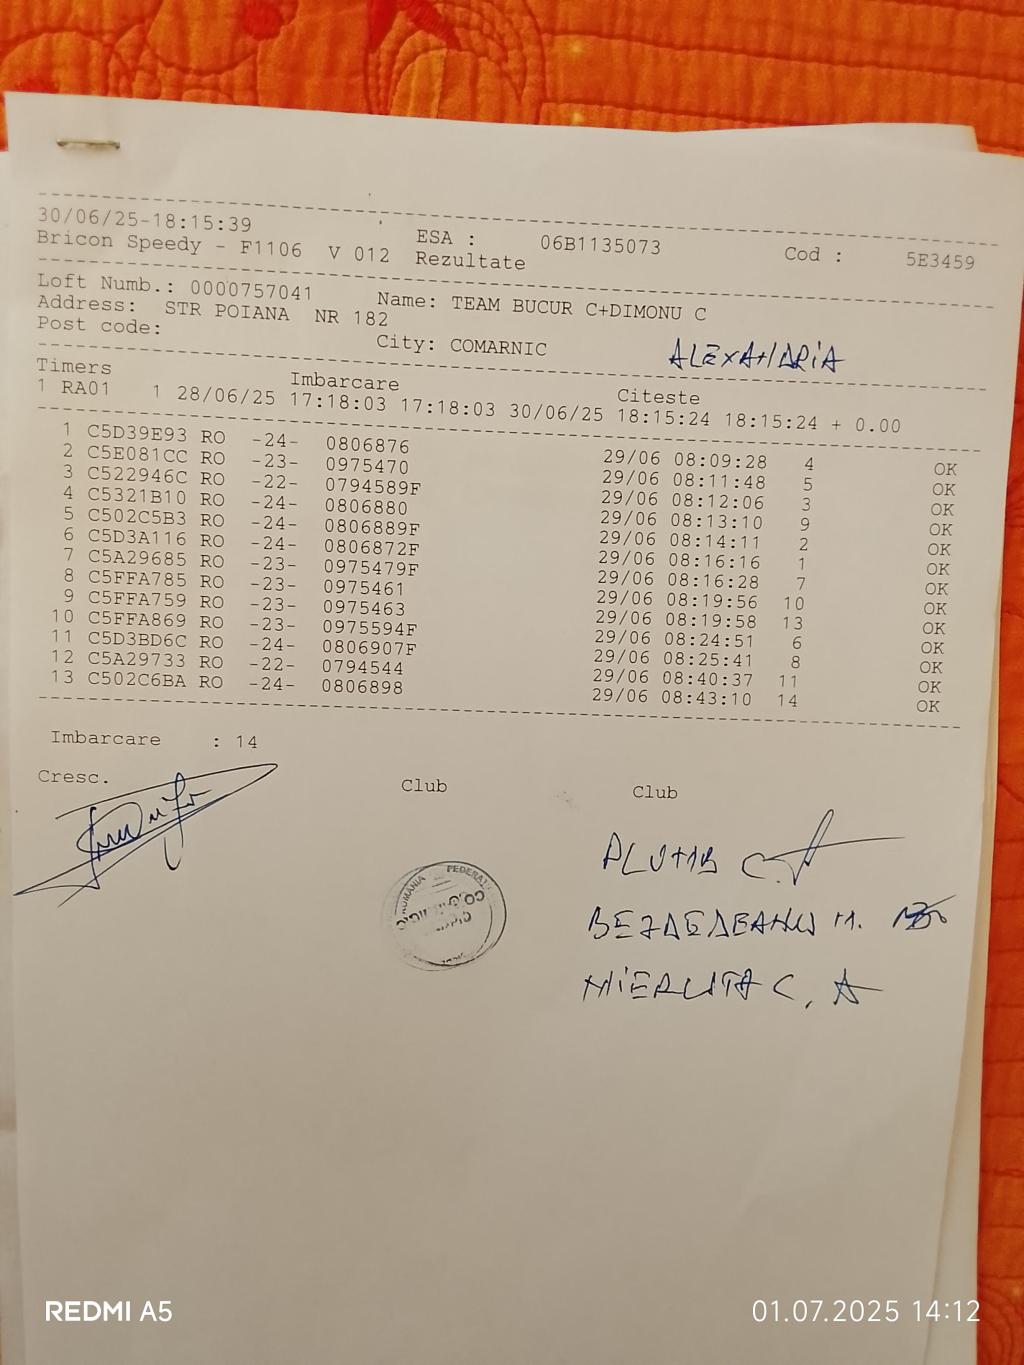 30/06/25-18:15:39 ESA : 06B1135073 Cod : 5E3459
Bricon Speedy - F1106 V 012 Rezultate
Loft Numb.: 0000757041 Name: TEAM BUCUR C+DIMONU C
Address: STR POIANA NR 182
Post code: City: COMARNIC
ALEXANDRIA
Timers Imbarcare Citeste
1 RA01 1 28/06/25 17:18:03 17:18:03 30/06/25 18:15:24 18:15:24 + 0.00
1 C5D39E93 RO -24- 0806876 29/06 08:09:28 4 OK
2 C5E081CC RO -23- 0975470 29/06 08:11:48 5 OK
3 C522946C RO -22- 0794589F 29/06 08:12:06 3 OK
4 C5321B10 RO -24- 0806880 29/06 08:13:10 9 OK
5 C502C5B3 RO -24- 0806889F 29/06 08:14:11 2 OK
6 C5D3A116 RO -24- 0806872F 29/06 08:16:16 1 OK
7 C5A29685 RO -23- 0975479F 29/06 08:16:28 7 OK
8 C5FFA785 RO -23- 0975461 29/06 08:19:56 10 OK
9 C5FFA759 RO -23- 0975463 29/06 08:19:58 13 OK
10 C5FFA869 RO -23- 0975594F 29/06 08:24:51 6 OK
11 C5D3BD6C RO -24- 0806907F 29/06 08:25:41 8 OK
12 C5A29733 RO -22- 0794544 29/06 08:40:37 11 OK
13 C502C6BA RO -24- 0806898 29/06 08:43:10 14 OK
Imbarcare : 14
Cresc. Club Club
ROMANIA
MIERLITA C.
REDMI A5
01.07.2025 14:12